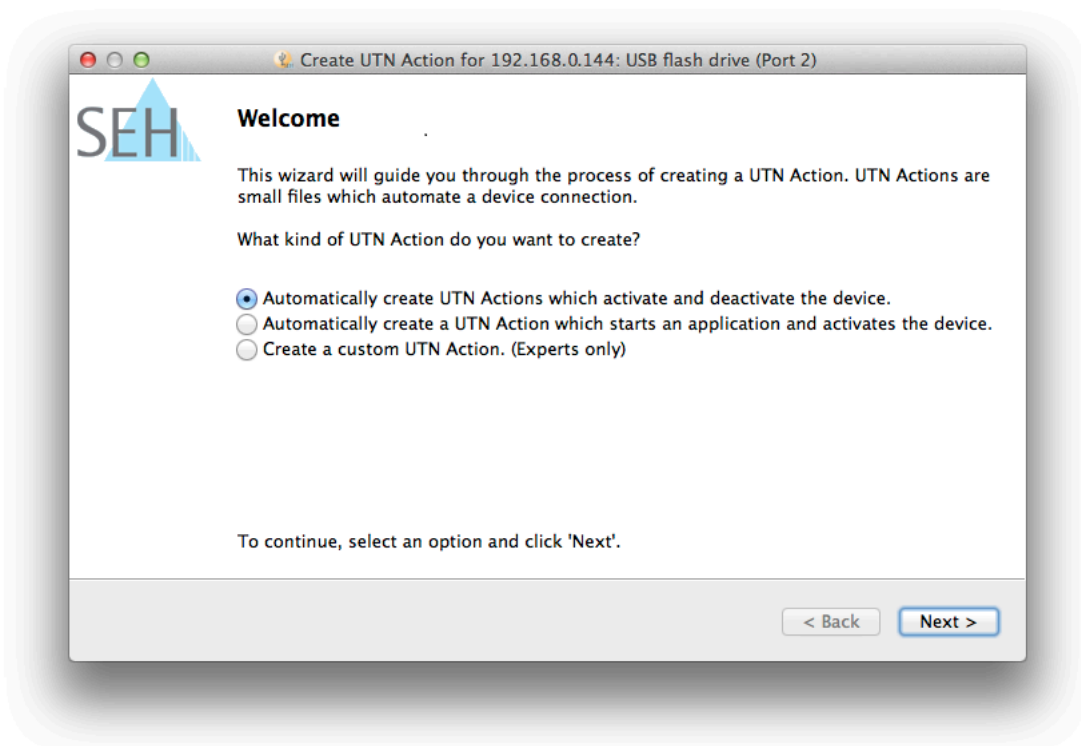 Create UTN Action for 192.168.0.144: USB flash drive (Port 2)
SEH
Welcome
.
This wizard will guide you through the process of creating a UTN Action. UTN Actions are
small files which automate a device connection.
What kind of UTN Action do you want to create?
Automatically create UTN Actions which activate and deactivate the device.
Automatically create a UTN Action which starts an application and activates the device.
Create a custom UTN Action. (Experts only)
To continue, select an option and click 'Next'.
< Back
Next >